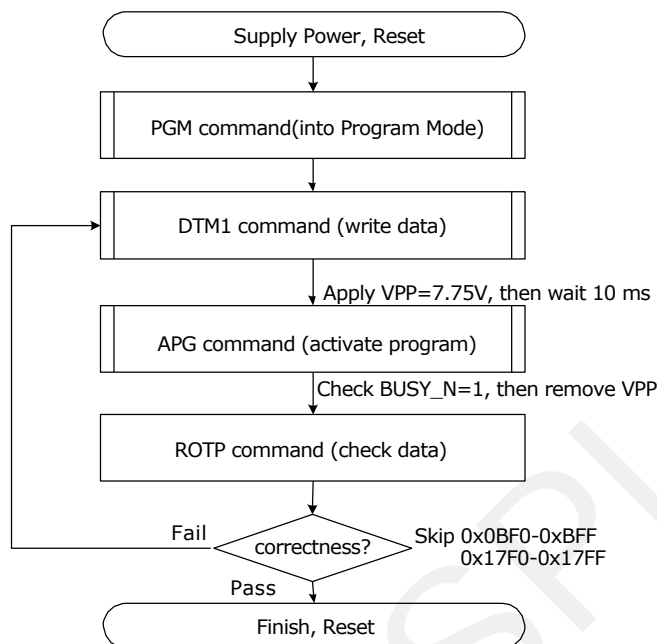 Supply Power, Reset
PGM command(into Program Mode)
DTM1 command (write data)
Apply VPP=7.75V, then wait 10 ms
APG command (activate program)
Check BUSY_N=1, then remove VPP
ROTP command (check data)
Fail
correctness?
Skip 0x0BF0-0xBFF
0x17F0-0x17FF
Pass
Finish, Reset
SPI